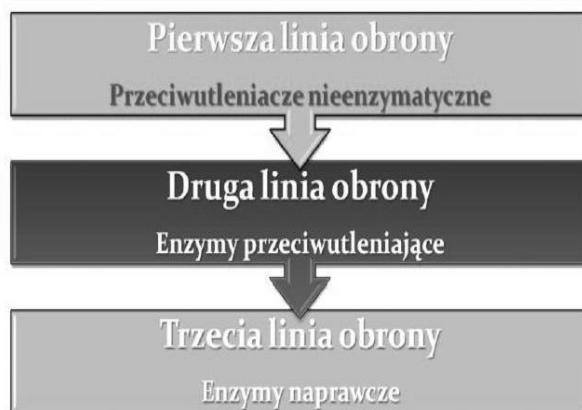 Pierwsza linia obrony
Przeciwutleniacze nieenzymatyczne
Druga linia obrony
Enzymy przeciwutleniające
Trzecia linia obrony
Enzymy naprawcze